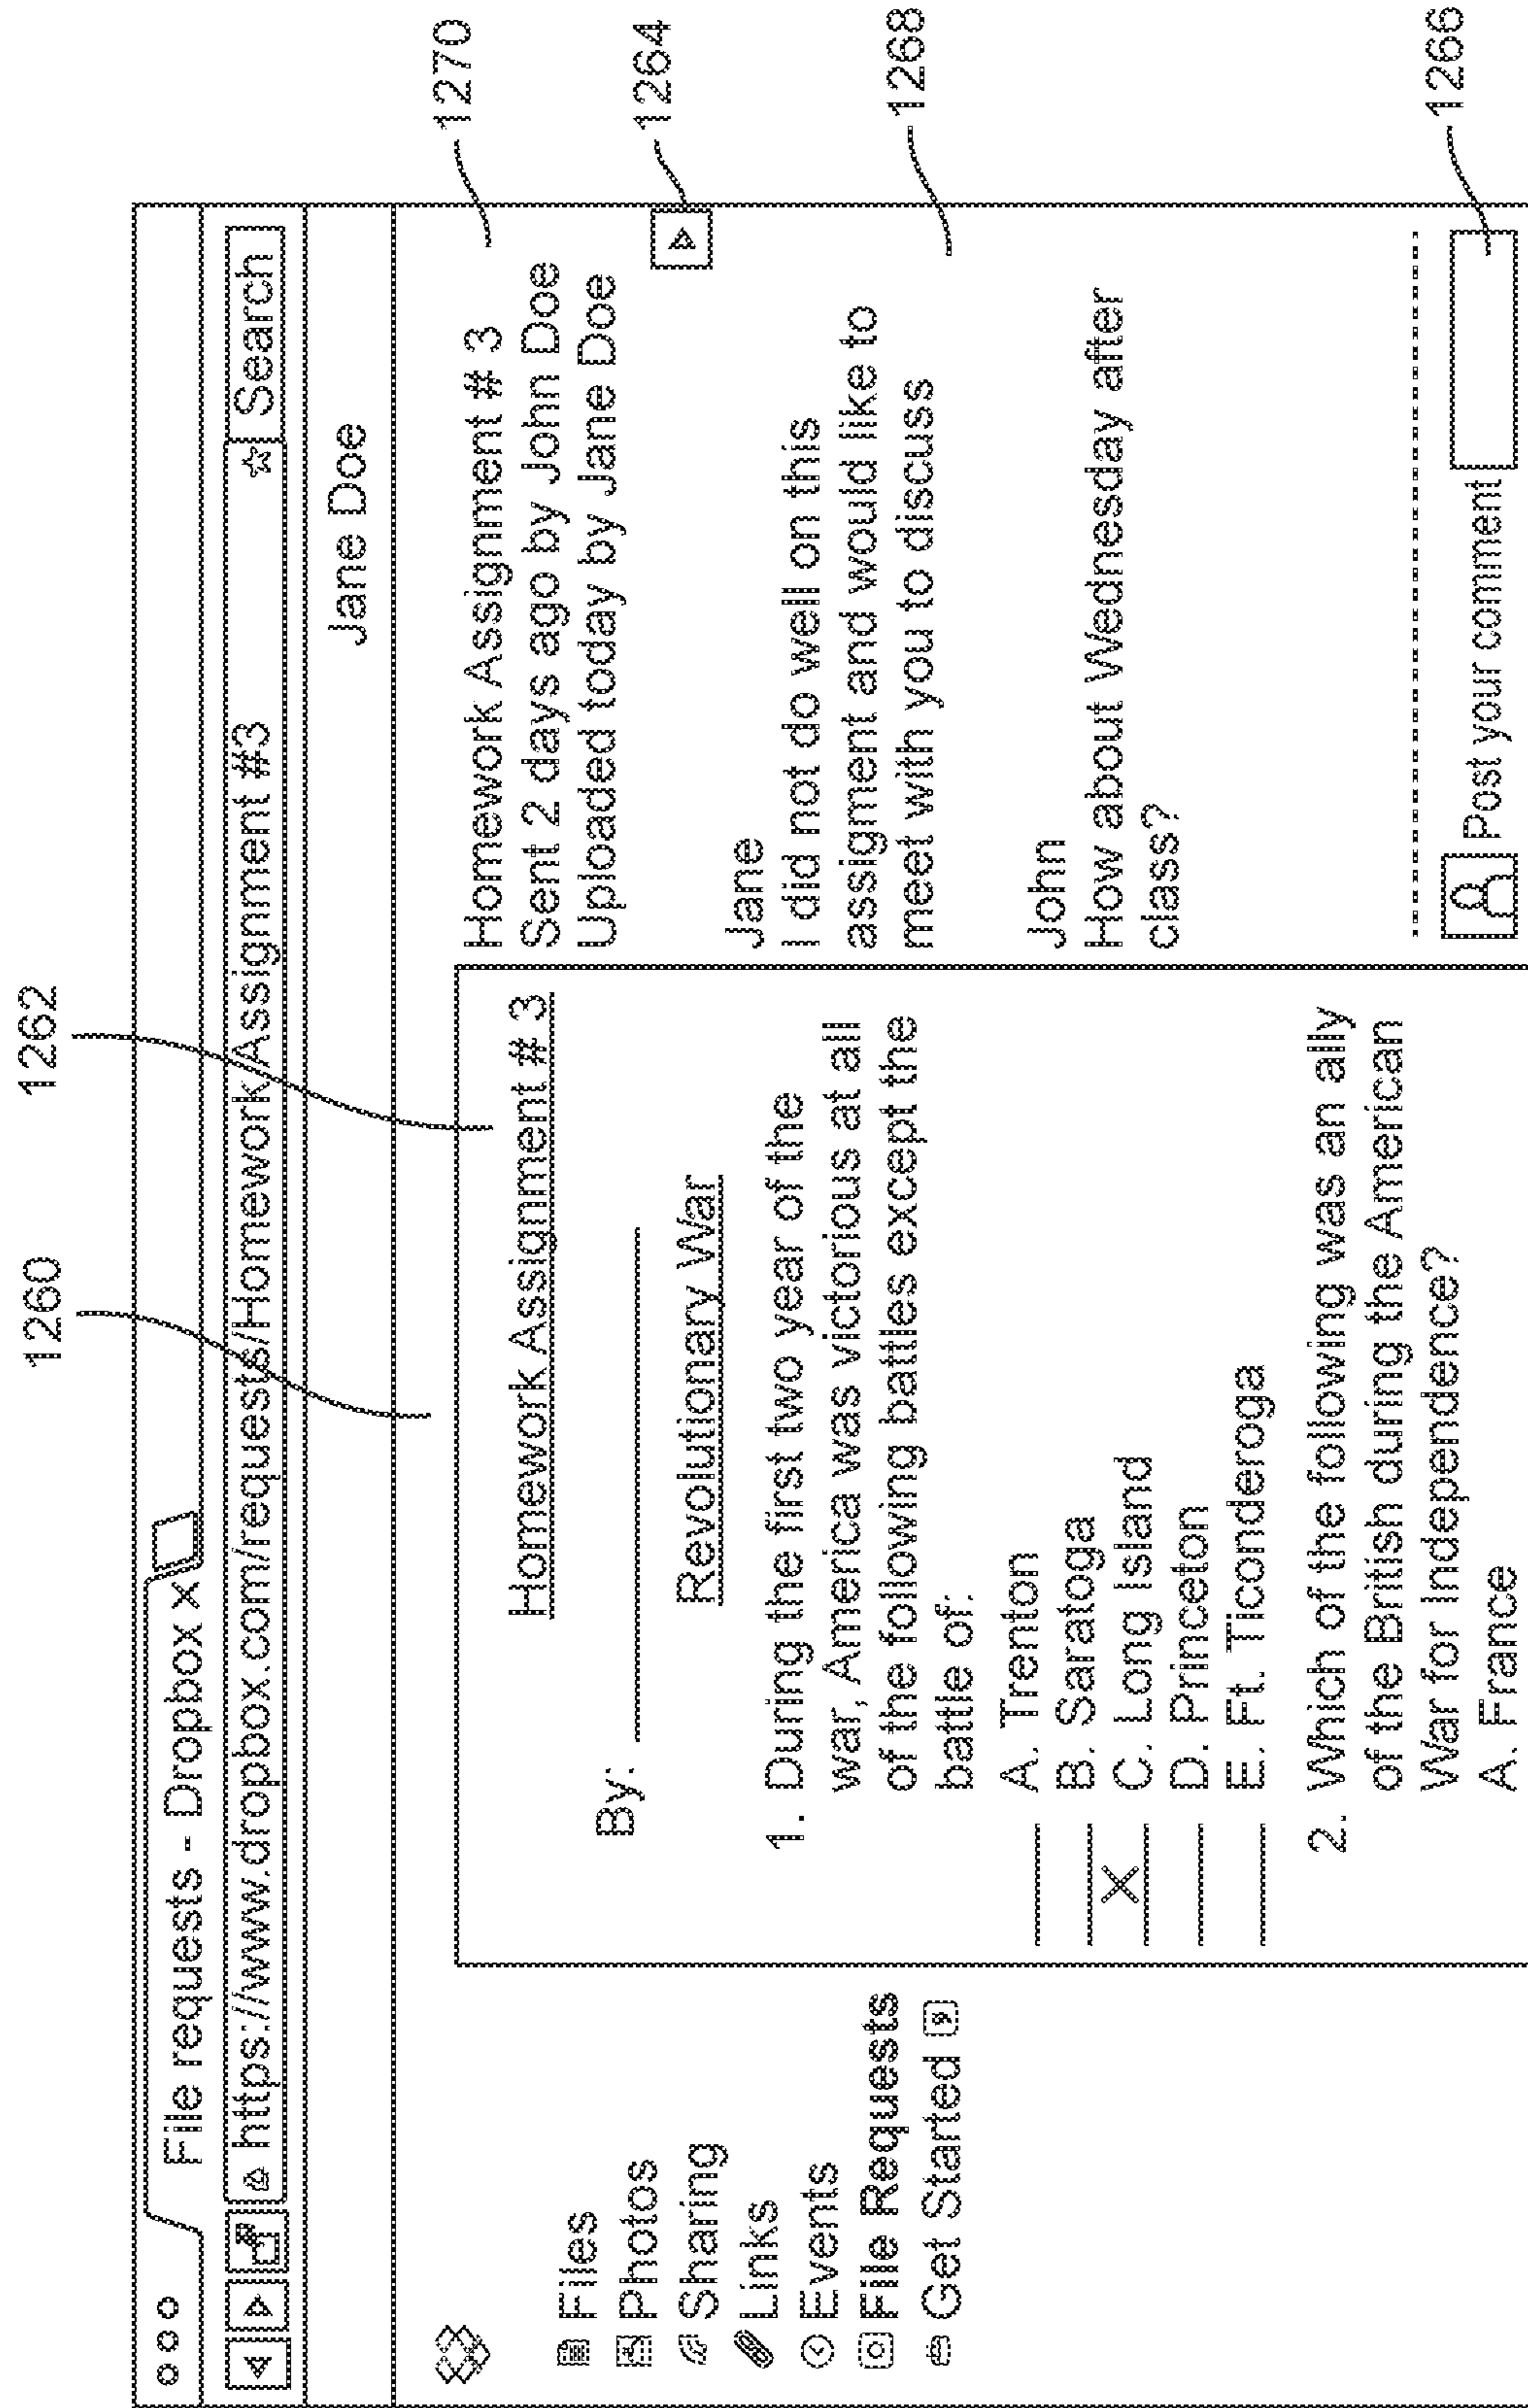 1260
1262
File requests - Dropbox x
https://www.dropbox.com/requests/HomeworkAssignment #3
Search
Jane Doe
Files
Photos
Sharing
Links
Events
File Requests
Get Started
Homework Assignment # 3
By:
Revolutionary War
1. During the first two year of the
war, America was victorious at all
of the following battles except the
battle of:
A. Trenton
B. Saratoga
X C. Long Island
D. Princeton
E. Ft. Ticonderoga
2. Which of the following was an ally
of the British during the American
War for Independence?
A. France
Homework Assignment # 3
Sent 2 days ago by John Doe
Uploaded today by Jane Doe
Jane
I did not do well on this
assigment and would like to
meet with you to discuss
John
How about Wednesday after
class?
Post your comment
1270
1264
1268
1266